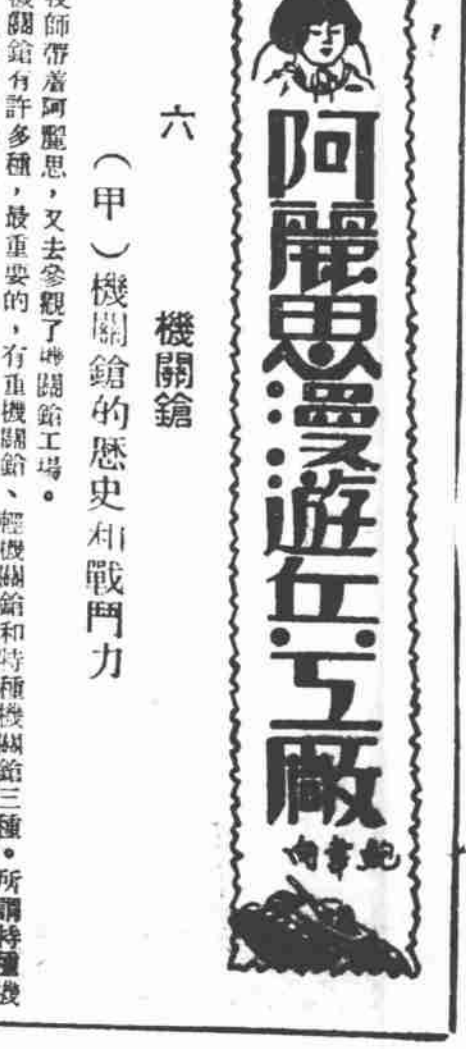 阿麗思漫遊兵工廠
六　機關鎗
（甲）機關鎗的歷史和戰鬥力
教師帶着阿麗思，又去參觀了機關鎗工場。
機關鎗有許多種，最重要的，有重機關鎗、輕機關鎗和特種機關鎗三種。所謂特種機